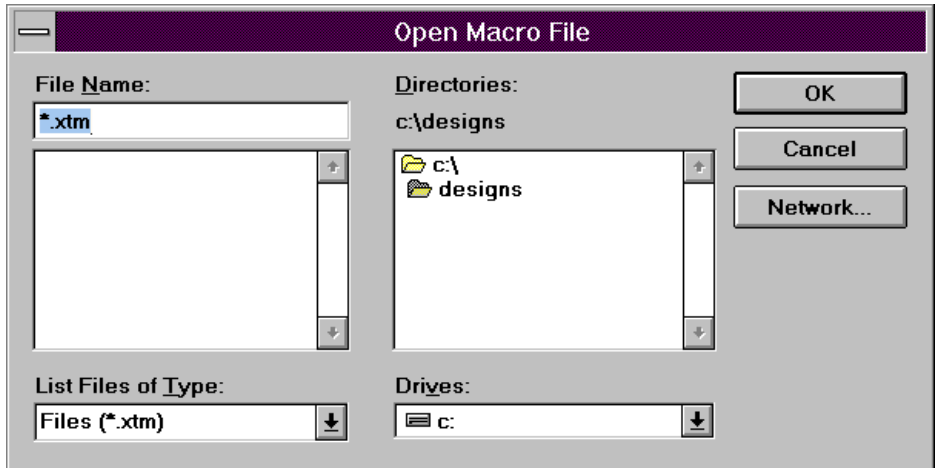 Open Macro File
File Name:
*.xtm
Directories:
c:\designs
c:\
designs
OK
Cancel
Network...
List Files of Type:
Files (*.xtm)
Drives:
c: